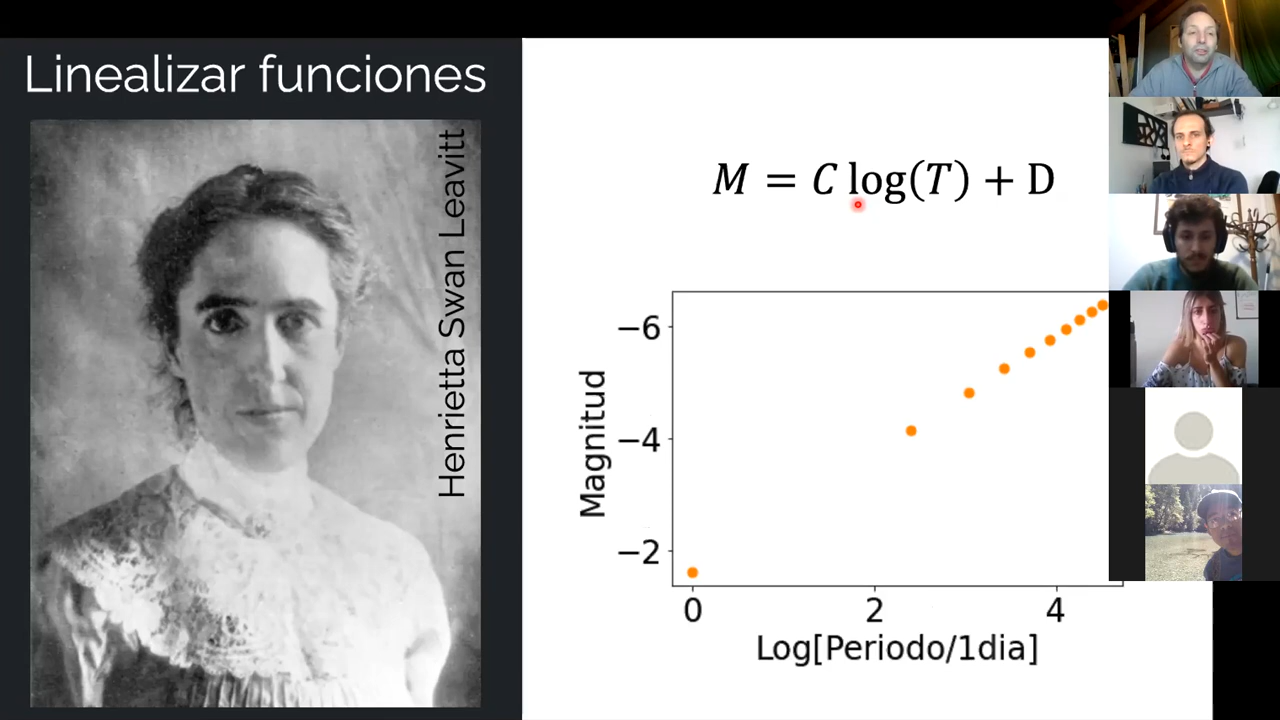 Linealizar funciones
Henrietta Swan Leavitt
M = C log(T) + D
Magnitud
−6
−4
−2
0 2 4
Log[Periodo/1dia]